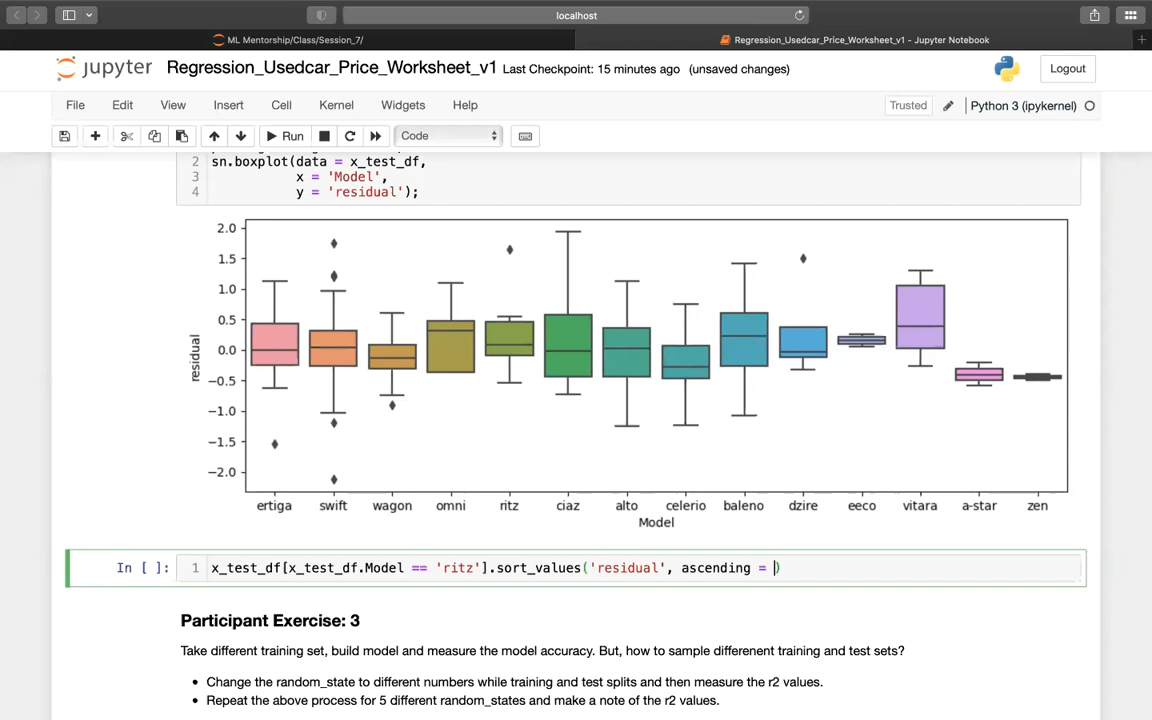 localhost
ML Mentorship/Class/Session_7/
Regression_Usedcar_Price_Worksheet_v1 - Jupyter Notebook
jupyter Regression_Usedcar_Price_Worksheet_v1 Last Checkpoint: 15 minutes ago (unsaved changes)
Logout
File Edit View Insert Cell Kernel Widgets Help
Trusted Python 3 (ipykernel)
Run Code
2 sn.boxplot(data = x_test_df,
3 x = 'Model',
4 y = 'residual');
2.0
1.5
1.0
0.5
0.0
−0.5
−1.0
−1.5
−2.0
residual
ertiga swift wagon omni ritz ciaz alto celerio baleno dzire eeco vitara a-star zen
Model
In [ ]: 1 x_test_df[x_test_df.Model == 'ritz'].sort_values('residual', ascending = )
Participant Exercise: 3
Take different training set, build model and measure the model accuracy. But, how to sample differenent training and test sets?
• Change the random_state to different numbers while training and test splits and then measure the r2 values.
• Repeat the above process for 5 different random_states and make a note of the r2 values.